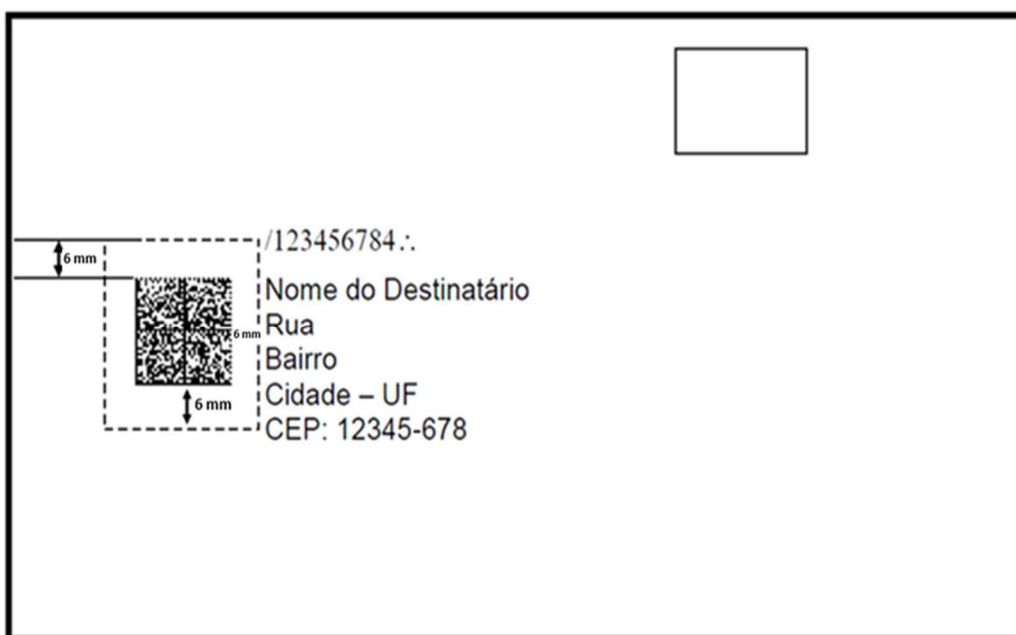 /123456784∴
6 mm
Nome do Destinatário
6 mm
Rua
Bairro
Cidade – UF
6 mm
CEP: 12345-678